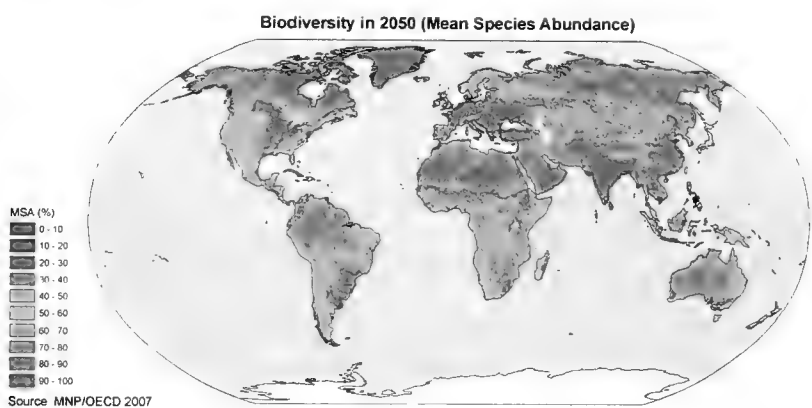 Biodiversity in 2050 (Mean Species Abundance)
MSA (%)
0 - 10
10 - 20
20 - 30
30 - 40
40 - 50
50 - 60
60 - 70
70 - 80
80 - 90
90 - 100
Source MNP/OECD 2007